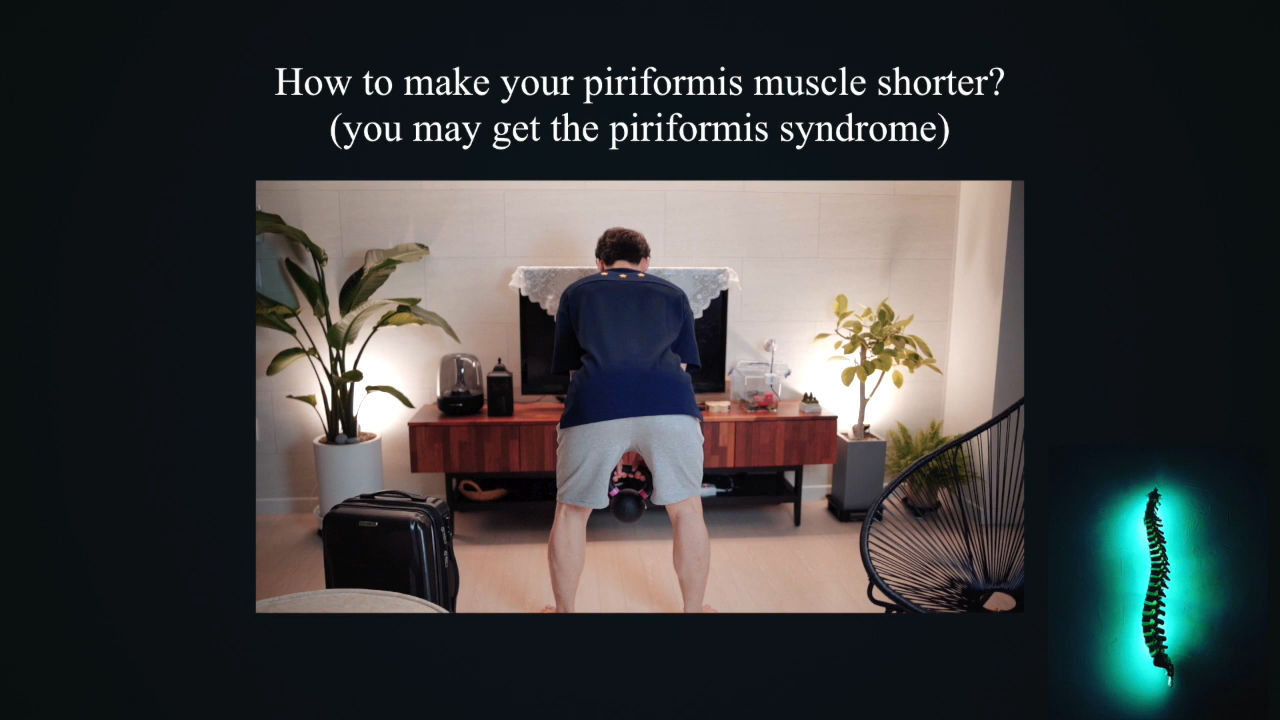 How to make your piriformis muscle shorter?
(you may get the piriformis syndrome)